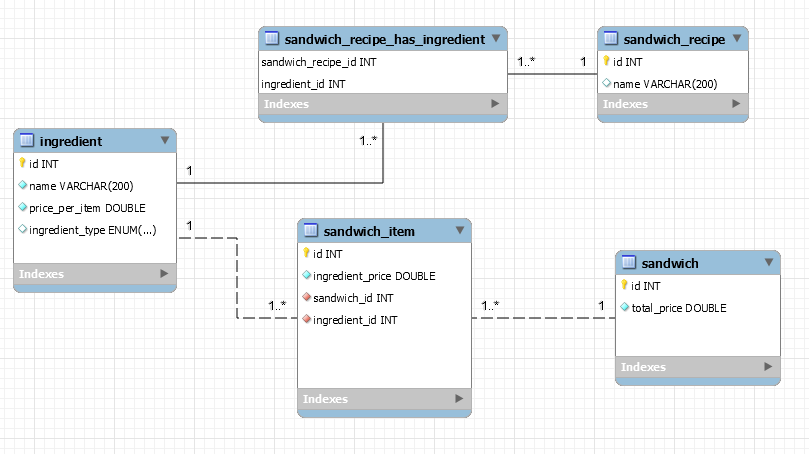 sandwich_recipe_has_ingredient
sandwich_recipe_id INT
ingredient_id INT
Indexes
1..*
1
sandwich_recipe
id INT
name VARCHAR(200)
Indexes
1..*
ingredient
id INT
name VARCHAR(200)
price_per_item DOUBLE
ingredient_type ENUM(...)
Indexes
1
1
1..*
sandwich_item
id INT
ingredient_price DOUBLE
sandwich_id INT
ingredient_id INT
Indexes
1..*
1
sandwich
id INT
total_price DOUBLE
Indexes